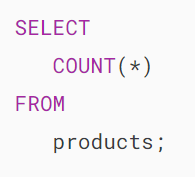 SELECT
COUNT(*)
FROM
products;